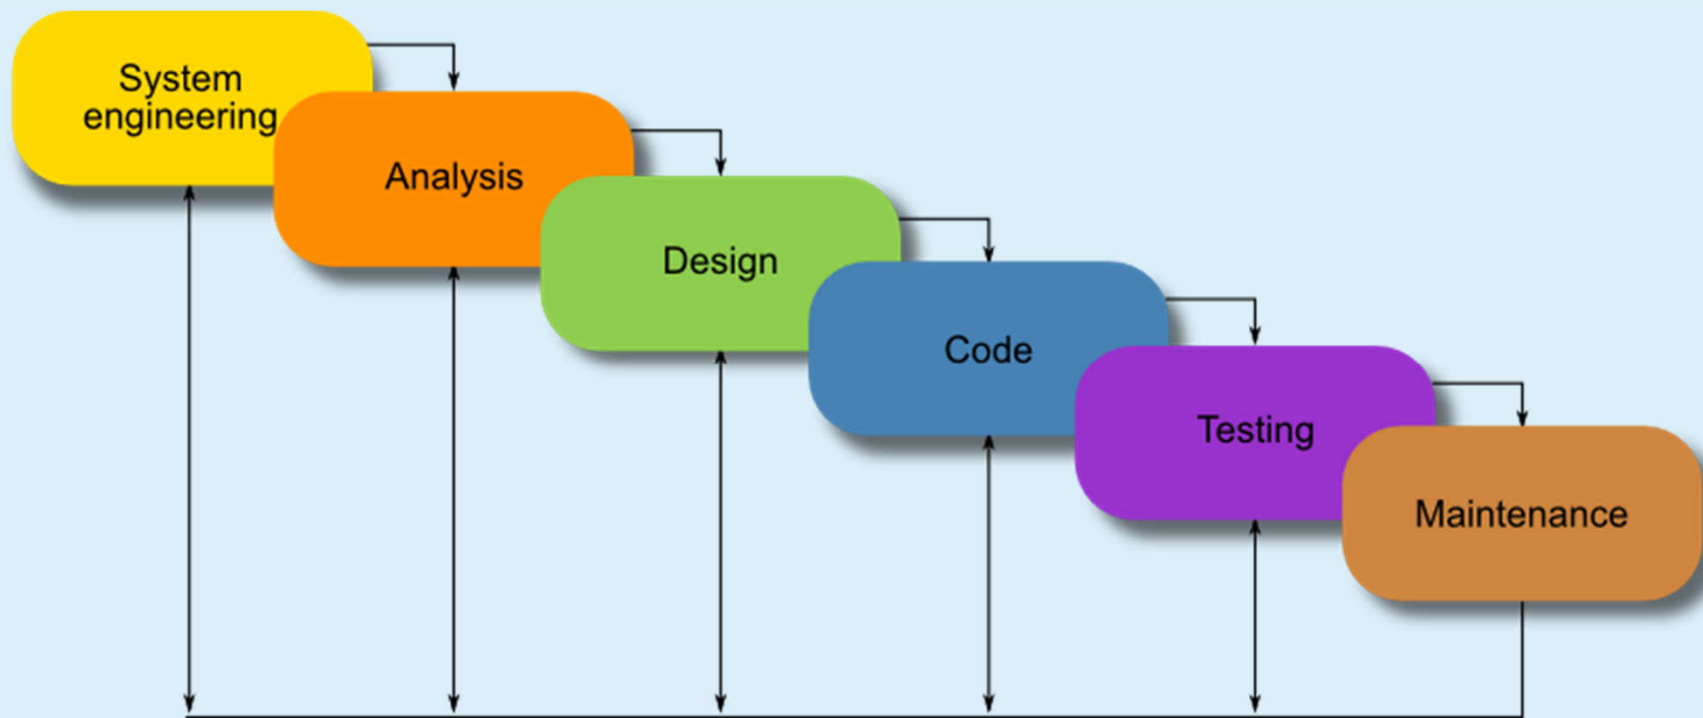 System
engineering
Analysis
Design
Code
Testing
Maintenance